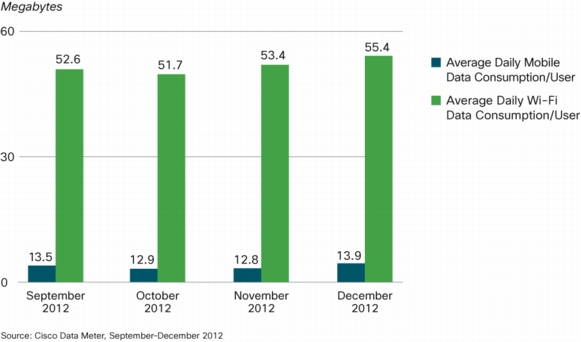 Megabytes
60
52.6
51.7
53.4
55.4
Average Daily Mobile
Data Consumption/User
Average Daily Wi-Fi
Data Consumption/User
30
13.5
12.9
12.8
13.9
0
September
2012
October
2012
November
2012
December
2012
Source: Cisco Data Meter, September-December 2012